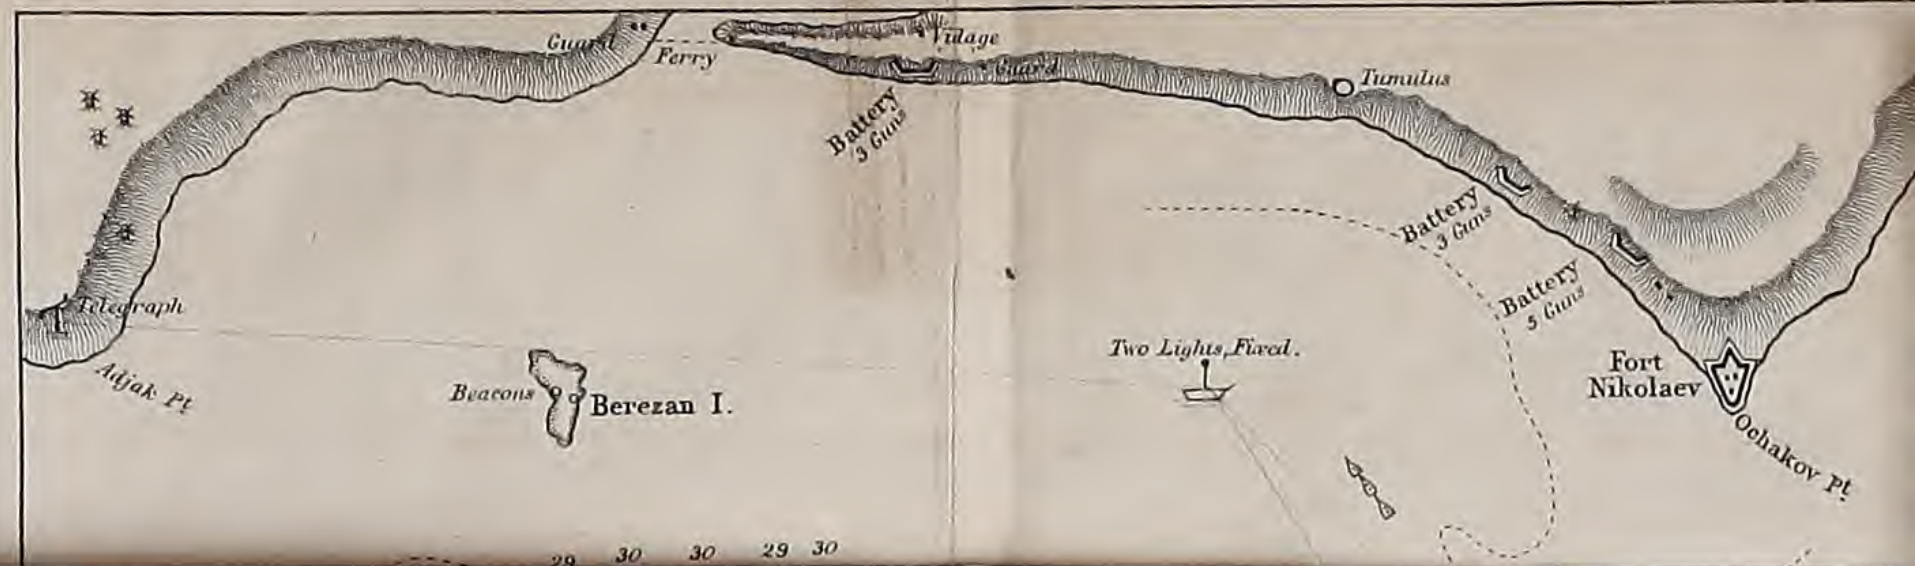 Guard
Ferry
Village
Guard
Battery
3 Guns
Tumulus
Battery
3 Guns
Battery
5 Guns
Telegraph
Adjak Pt
Beacons
Berezan I.
Two Lights, Fixed.
Fort
Nikolaev
Ochakov Pt
29 30 30 29 30